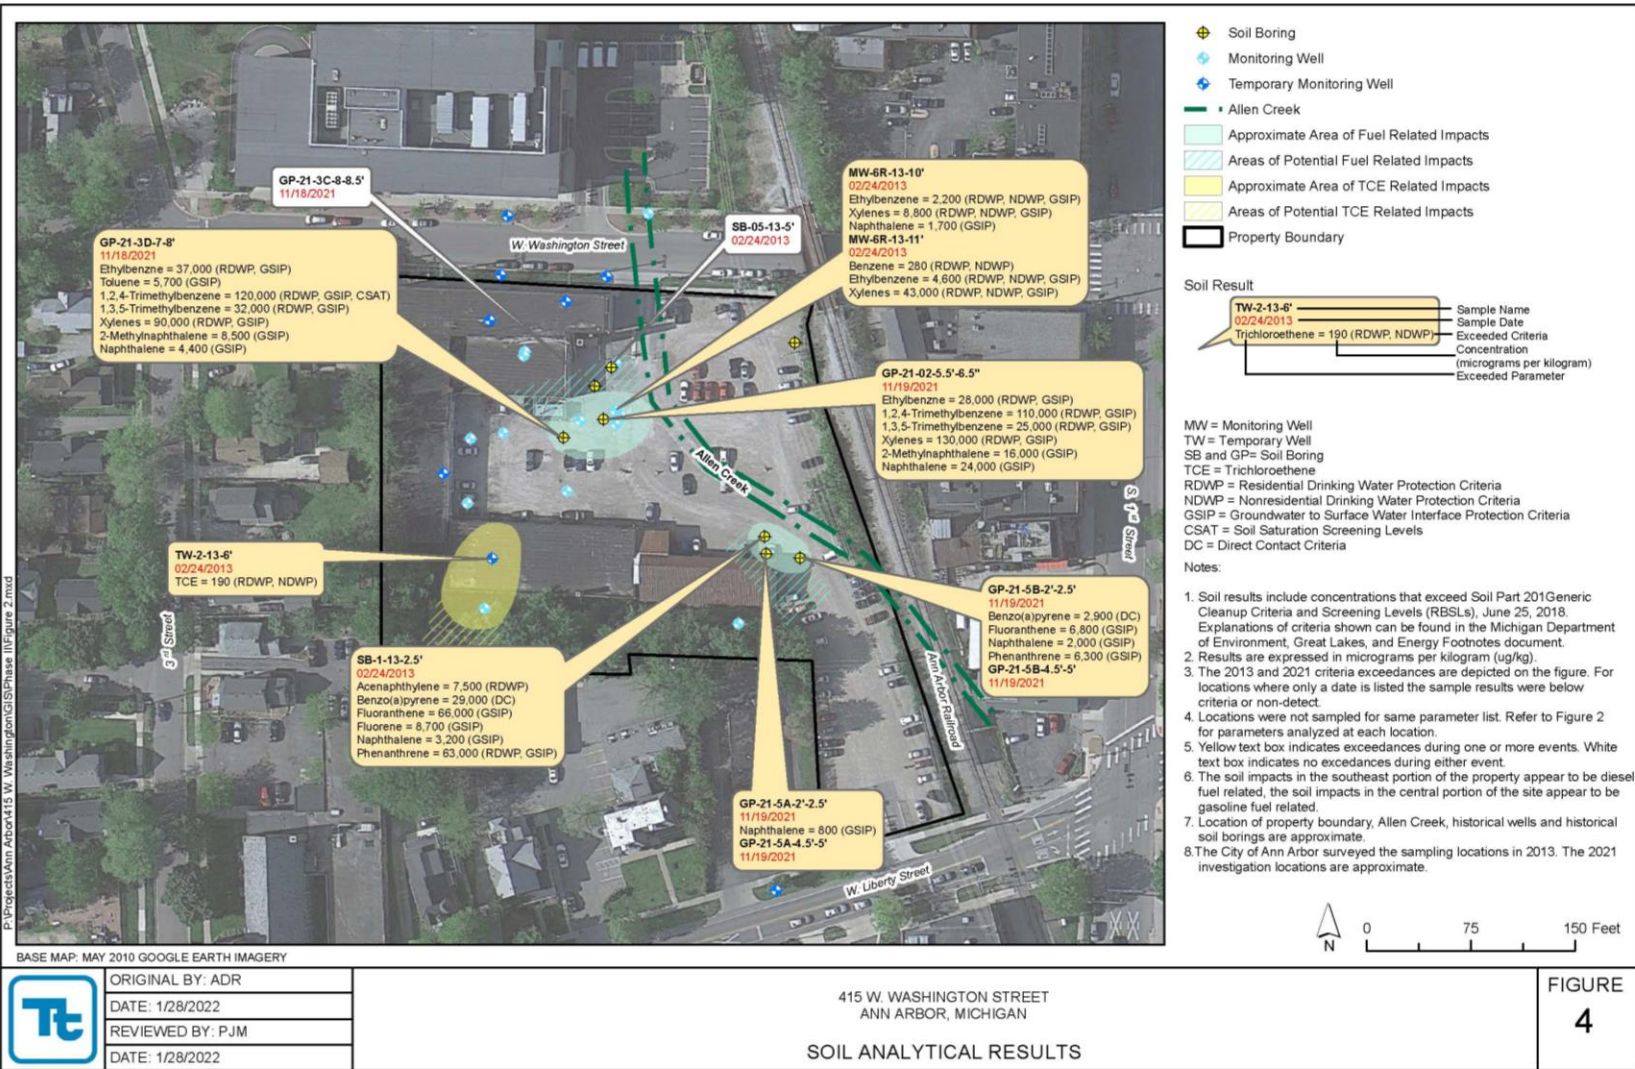 GP-21-3C-8-8.5'
11/18/2021
W. Washington Street
SB-05-13-5'
02/24/2013
MW-6R-13-10'
02/24/2013
Ethylbenzene = 2,200 (RDWP, NDWP, GSIP)
Xylenes = 8,800 (RDWP, NDWP, GSIP)
Naphthalene = 1,700 (GSIP)
MW-6R-13-11'
02/24/2013
Benzene = 280 (RDWP, NDWP)
Ethylbenzene = 4,600 (RDWP, NDWP, GSIP)
Xylenes = 43,000 (RDWP, NDWP, GSIP)
GP-21-3D-7-8'
11/18/2021
Ethylbenzne = 37,000 (RDWP, GSIP)
Toluene = 5,700 (GSIP)
1,2,4-Trimethylbenzene = 120,000 (RDWP, GSIP, CSAT)
1,3,5-Trimethylbenzene = 32,000 (RDWP, GSIP)
Xylenes = 90,000 (RDWP, GSIP)
2-Methylnaphthalene = 8,500 (GSIP)
Naphthalene = 4,400 (GSIP)
GP-21-02-5.5'-6.5"
11/19/2021
Ethylbenzne = 28,000 (RDWP, GSIP)
1,2,4-Trimethylbenzene = 110,000 (RDWP, GSIP)
1,3,5-Trimethylbenzene = 25,000 (RDWP, GSIP)
Xylenes = 130,000 (RDWP, GSIP)
2-Methylnaphthalene = 16,000 (GSIP)
Naphthalene = 24,000 (GSIP)
Allen Creek
S. 1st Street
TW-2-13-6'
02/24/2013
TCE = 190 (RDWP, NDWP)
3rd Street
GP-21-5B-2'-2.5'
11/19/2021
Benzo(a)pyrene = 2,900 (DC)
Fluoranthene = 6,800 (GSIP)
Naphthalene = 2,000 (GSIP)
Phenanthrene = 6,300 (GSIP)
GP-21-5B-4.5'-5'
11/19/2021
Ann Arbor Railroad
SB-1-13-2.5'
02/24/2013
Acenaphthylene = 7,500 (RDWP)
Benzo(a)pyrene = 29,000 (DC)
Fluoranthene = 66,000 (GSIP)
Fluorene = 8,700 (GSIP)
Naphthalene = 3,200 (GSIP)
Phenanthrene = 63,000 (RDWP, GSIP)
GP-21-5A-2'-2.5'
11/19/2021
Naphthalene = 800 (GSIP)
GP-21-5A-4.5'-5'
11/19/2021
W. Liberty Street
P:\Projects\Ann Arbor\415 W. Washington\GIS\Phase II\Figure 2.mxd
BASE MAP: MAY 2010 GOOGLE EARTH IMAGERY
Soil Boring
Monitoring Well
Temporary Monitoring Well
Allen Creek
Approximate Area of Fuel Related Impacts
Areas of Potential Fuel Related Impacts
Approximate Area of TCE Related Impacts
Areas of Potential TCE Related Impacts
Property Boundary
Soil Result
TW-2-13-6'
02/24/2013
Trichloroethene = 190 (RDWP, NDWP)
Sample Name
Sample Date
Exceeded Criteria
Concentration
(micrograms per kilogram)
Exceeded Parameter
MW = Monitoring Well
TW = Temporary Well
SB and GP= Soil Boring
TCE = Trichloroethene
RDWP = Residential Drinking Water Protection Criteria
NDWP = Nonresidential Drinking Water Protection Criteria
GSIP = Groundwater to Surface Water Interface Protection Criteria
CSAT = Soil Saturation Screening Levels
DC = Direct Contact Criteria
Notes:
1. Soil results include concentrations that exceed Soil Part 201Generic
Cleanup Criteria and Screening Levels (RBSLs), June 25, 2018.
Explanations of criteria shown can be found in the Michigan Department
of Environment, Great Lakes, and Energy Footnotes document.
2. Results are expressed in micrograms per kilogram (ug/kg).
3. The 2013 and 2021 criteria exceedances are depicted on the figure. For
locations where only a date is listed the sample results were below
criteria or non-detect.
4. Locations were not sampled for same parameter list. Refer to Figure 2
for parameters analyzed at each location.
5. Yellow text box indicates exceedances during one or more events. White
text box indicates no excedances during either event.
6. The soil impacts in the southeast portion of the property appear to be diesel
fuel related, the soil impacts in the central portion of the site appear to be
gasoline fuel related.
7. Location of property boundary, Allen Creek, historical wells and historical
soil borings are approximate.
8.The City of Ann Arbor surveyed the sampling locations in 2013. The 2021
investigation locations are approximate.
N
0 75 150 Feet
Tt
ORIGINAL BY: ADR
DATE: 1/28/2022
REVIEWED BY: PJM
DATE: 1/28/2022
415 W. WASHINGTON STREET
ANN ARBOR, MICHIGAN
SOIL ANALYTICAL RESULTS
FIGURE
4